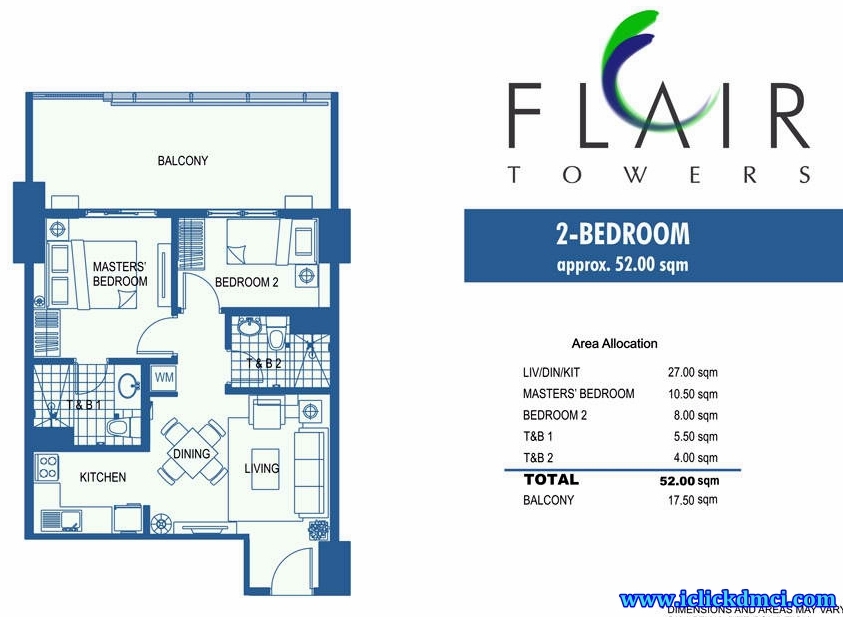 FLAIR
TOWERS
2-BEDROOM
approx. 52.00 sqm
BALCONY
MASTERS'
BEDROOM
BEDROOM 2
T & B 2
WM
T & B 1
DINING
LIVING
KITCHEN
Area Allocation
LIV/DIN/KIT 27.00 sqm
MASTERS' BEDROOM 10.50 sqm
BEDROOM 2 8.00 sqm
T&B 1 5.50 sqm
T&B 2 4.00 sqm
TOTAL 52.00 sqm
BALCONY 17.50 sqm
www.iclickdmci.com
DIMENSIONS AND AREAS MAY VARY